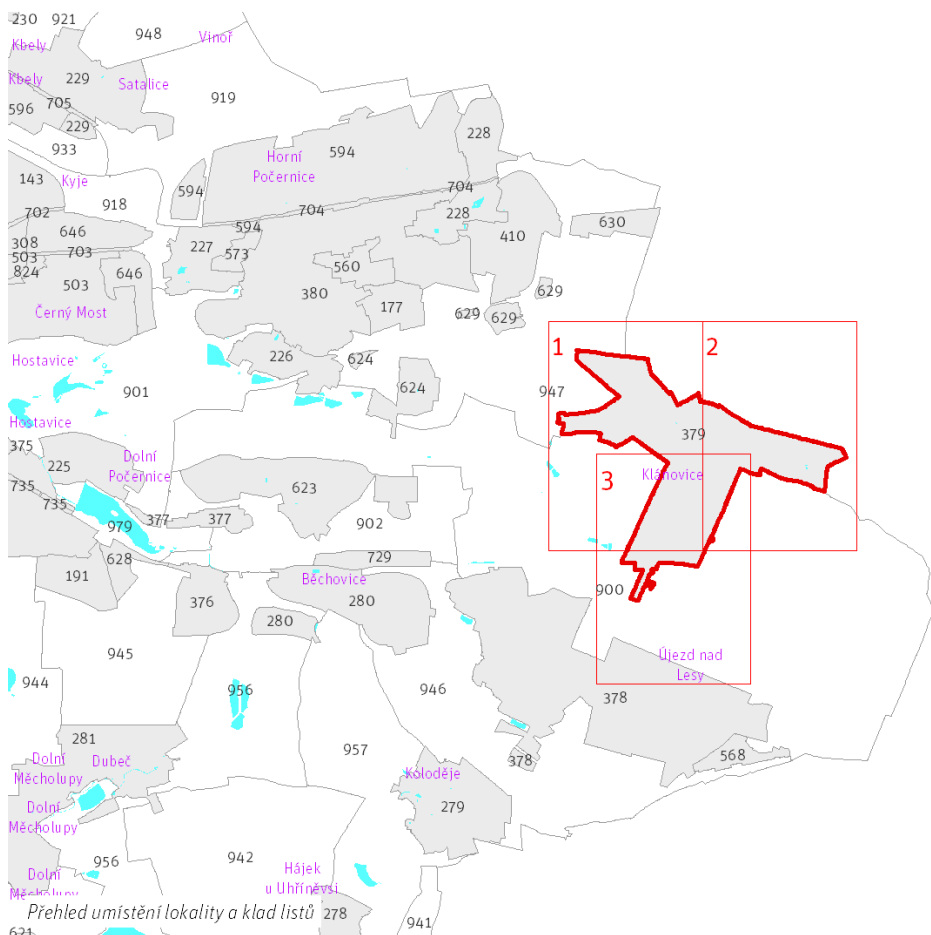 230 921
948 Vinoř
Kbely
Kbely 229 Satalice
919
596 705
229
228
933
594
Horní
Počernice
143 Kyje
918 594 704
702 704 228
646 594 630
308 703 227 410
503 573
824 646 560
503 380 629
Černý Most 177 629 629
1 2
Hostavice 226 624
901 624 947
Hostavice
375 379
225 Dolní
Počernice
Klánovice
735 623 3
735 377 377
979 902
628 729
191 Běchovice
376 280 900
280
945 Újezd nad
Lesy
944 956 946 378
281 957
Dolní
Měcholupy Dubeč 378 568
Koloděje
Dolní
Měcholupy 279
956 942 Hájek
u Uhříněvsi
Dolní
Měcholupy
Přehled umístění lokality a klad listů 278 941
621